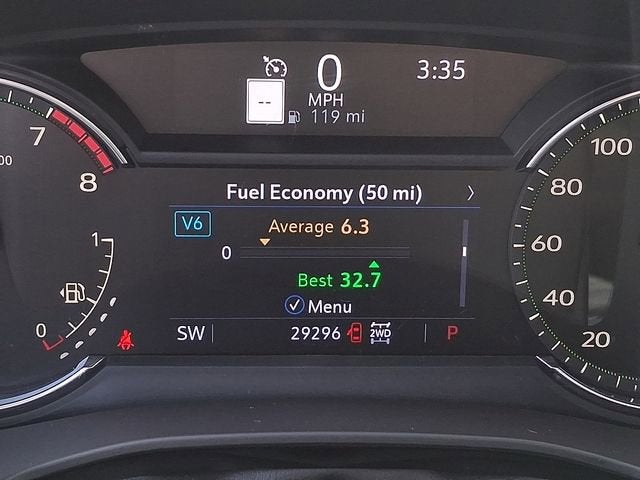 0 3:35
--
MPH
119 mi
7
00
8
Fuel Economy (50 mi)
V6
Average 6.3
0
Best 32.7
Menu
SW 29296 2WD P
1
0
100
80
60
40
20